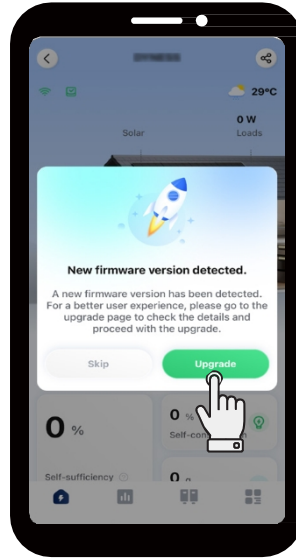 29°C
0 W
Solar
Loads
New firmware version detected.
A new firmware version has been detected.
For a better user experience, please go to the
upgrade page to check the details and
proceed with the upgrade.
Skip
Upgrade
0 %
0 %
Self-con
Self-sufficiency
0